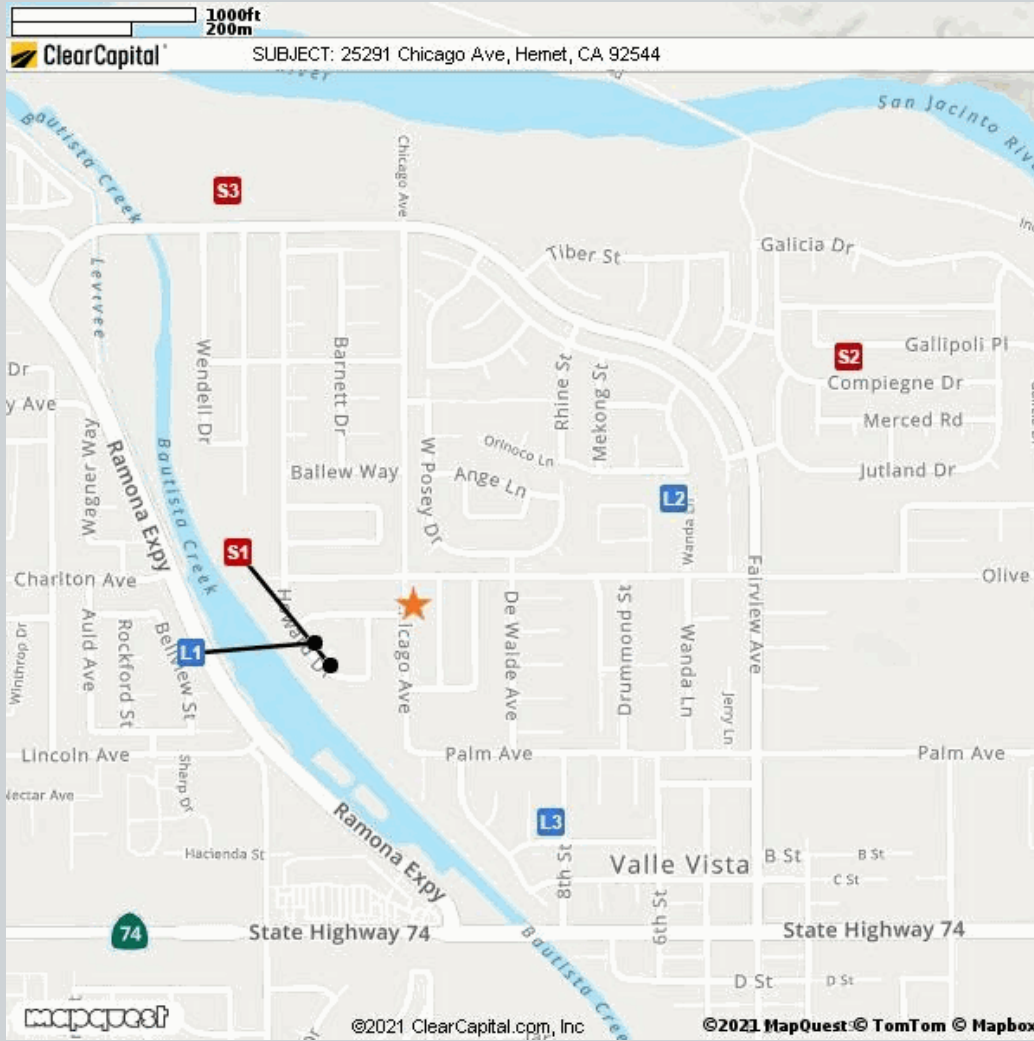 1000ft
200m
ClearCapital
SUBJECT: 25291 Chicago Ave, Hemet, CA 92544
River
San Jacinto Rive
Bautista Creek
Chicago Ave
S3
Tiber St
Galicia Dr
Levrvee
Dr
y Ave
Wendell Dr
Barnett Dr
Rhine St
Mekong St
S2
Gallipoli Pl
Compiegne Dr
Merced Rd
Wagner Way
Ramona Expy
Bautista Creek
Ballew Way
W Posey Dr
Orinoco Ln
Ange Ln
Jutland Dr
L2
Wanda Ln
S1
Charlton Ave
Olive
Fairview Ave
Howard Dr
icago Ave
De Walde Ave
Drummond St
Wanda Ln
Jerry Ln
Winthrop Dr
Auld Ave
Rockford St
Bellview St
L1
Lincoln Ave
Palm Ave
Palm Ave
Nectar Ave
Sharp Dr
Hacienda St
Ramona Expy
L3
8th St
Valle Vista
B St
B St
C St
6th St
74
State Highway 74
State Highway 74
Bautista Cree
D St
D St
mapquest
©2021 ClearCapital.com, Inc
©2021 MapQuest © TomTom © Mapbox